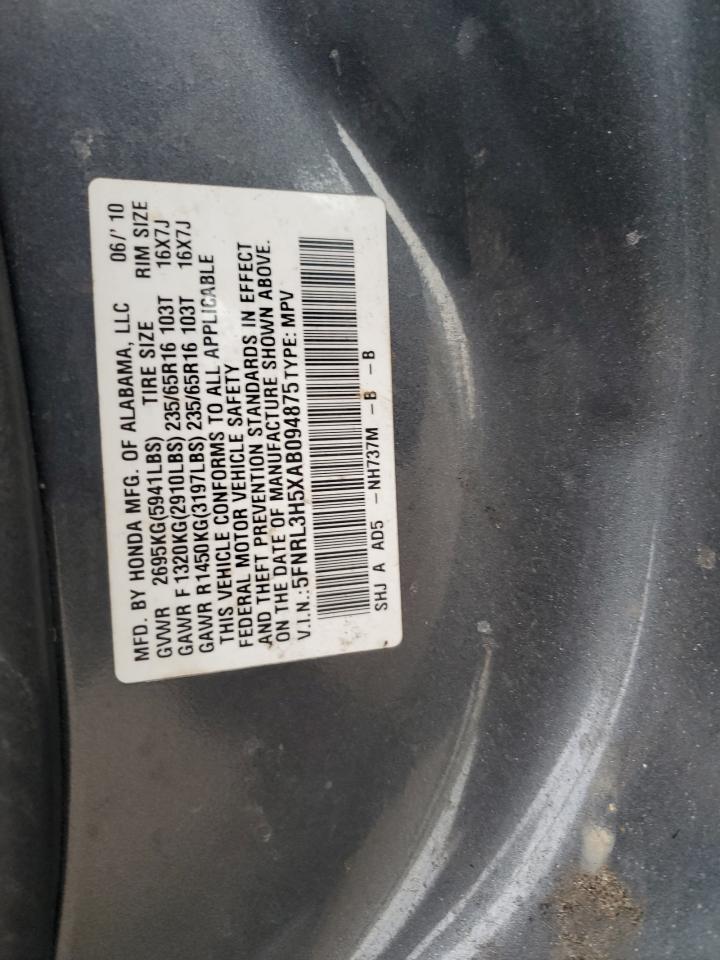 MFD. BY HONDA MFG. OF ALABAMA, LLC 06/' 10
GVWR 2695KG(5941LBS) TIRE SIZE RIM SIZE
GAWR F 1320KG(2910LBS) 235/65R16 103T 16X7J
GAWR R1450KG(3197LBS) 235/65R16 103T 16X7J
THIS VEHICLE CONFORMS TO ALL APPLICABLE
FEDERAL MOTOR VEHICLE SAFETY
AND THEFT PREVENTION STANDARDS IN EFFECT
ON THE DATE OF MANUFACTURE SHOWN ABOVE.
V.I.N.:5FNRL3H5XAB094875TYPE: MPV
SHJ A AD5 -NH737M -B -B